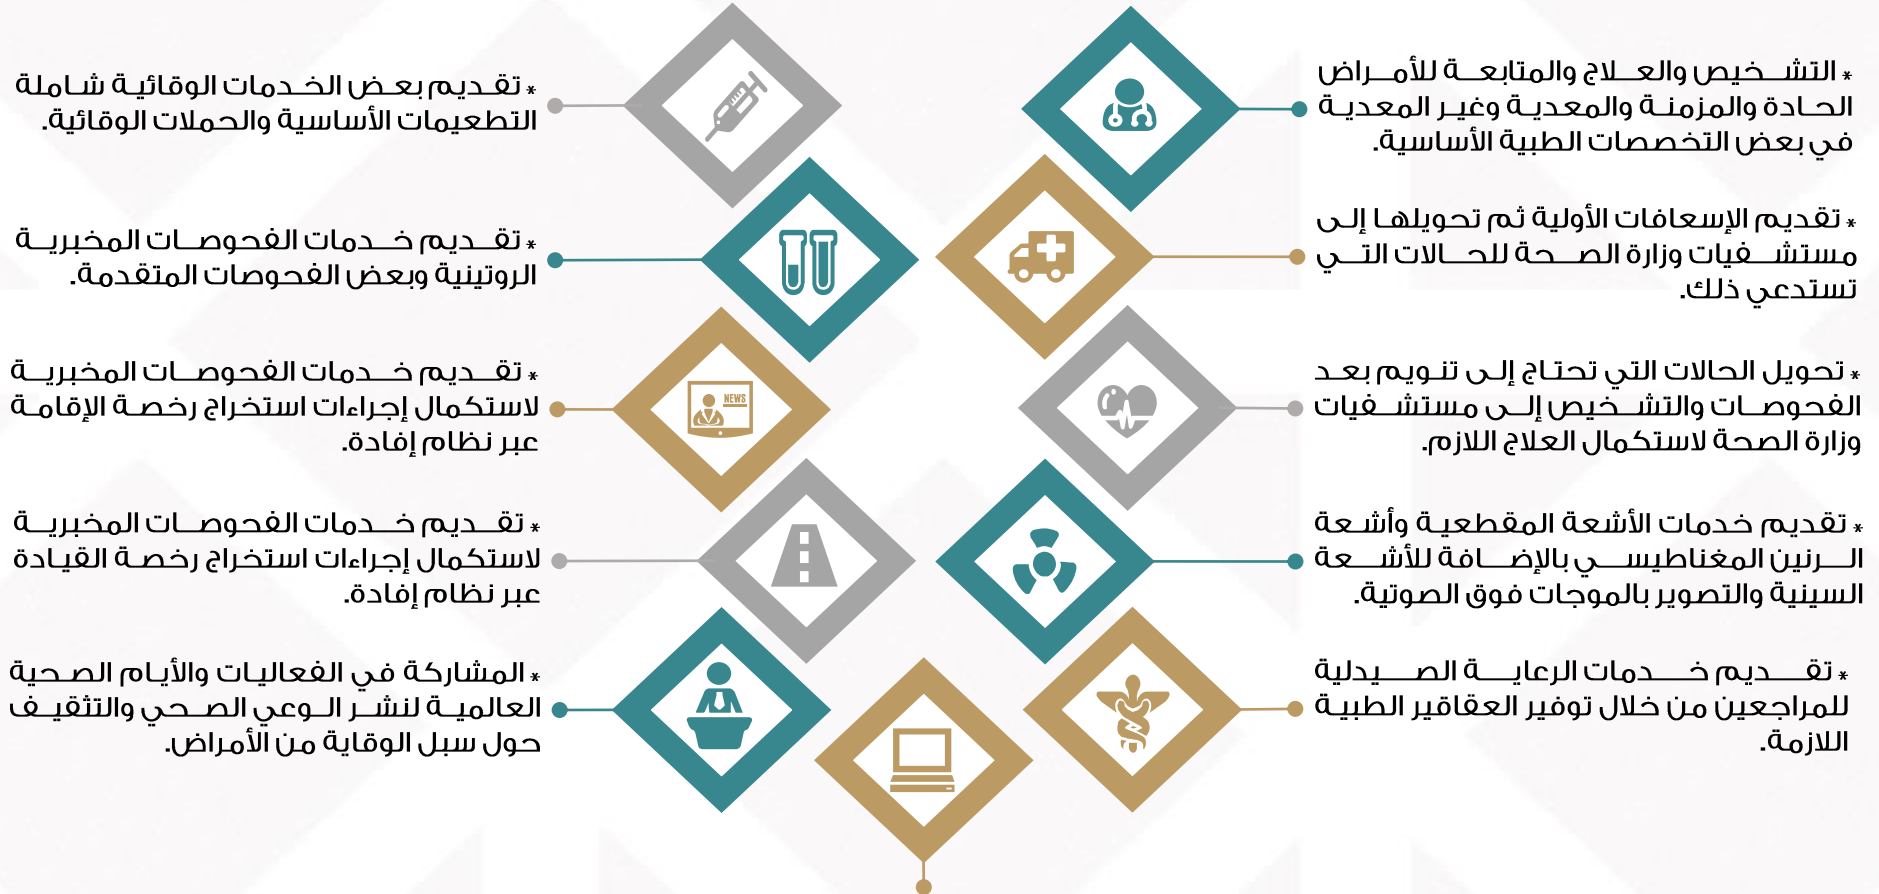 * التشخيص والعلاج والمتابعة للأمراض
الحادة والمزمنة والمعدية وغير المعدية
في بعض التخصصات الطبية الأساسية.
* تقديم الإسعافات الأولية ثم تحويلها إلى
مستشفيات وزارة الصحة للحالات التي
تستدعي ذلك.
* تحويل الحالات التي تحتاج إلى تنويم بعد
الفحوصات والتشخيص إلى مستشفيات
وزارة الصحة لاستكمال العلاج اللازم.
* تقديم خدمات الأشعة المقطعية وأشعة
الرنين المغناطيسي بالإضافة للأشعة
السينية والتصوير بالموجات فوق الصوتية.
* تقديم خدمات الرعاية الصيدلية
للمراجعين من خلال توفير العقاقير الطبية
اللازمة.
* تقديم بعض الخدمات الوقائية شاملة
التطعيمات الأساسية والحملات الوقائية.
* تقديم خدمات الفحوصات المخبرية
الروتينية وبعض الفحوصات المتقدمة.
* تقديم خدمات الفحوصات المخبرية
لاستكمال إجراءات استخراج رخصة الإقامة
عبر نظام إفادة.
NEWS
* تقديم خدمات الفحوصات المخبرية
لاستكمال إجراءات استخراج رخصة القيادة
عبر نظام إفادة.
* المشاركة في الفعاليات والأيام الصحية
العالمية لنشر الوعي الصحي والتثقيف
حول سبل الوقاية من الأمراض.